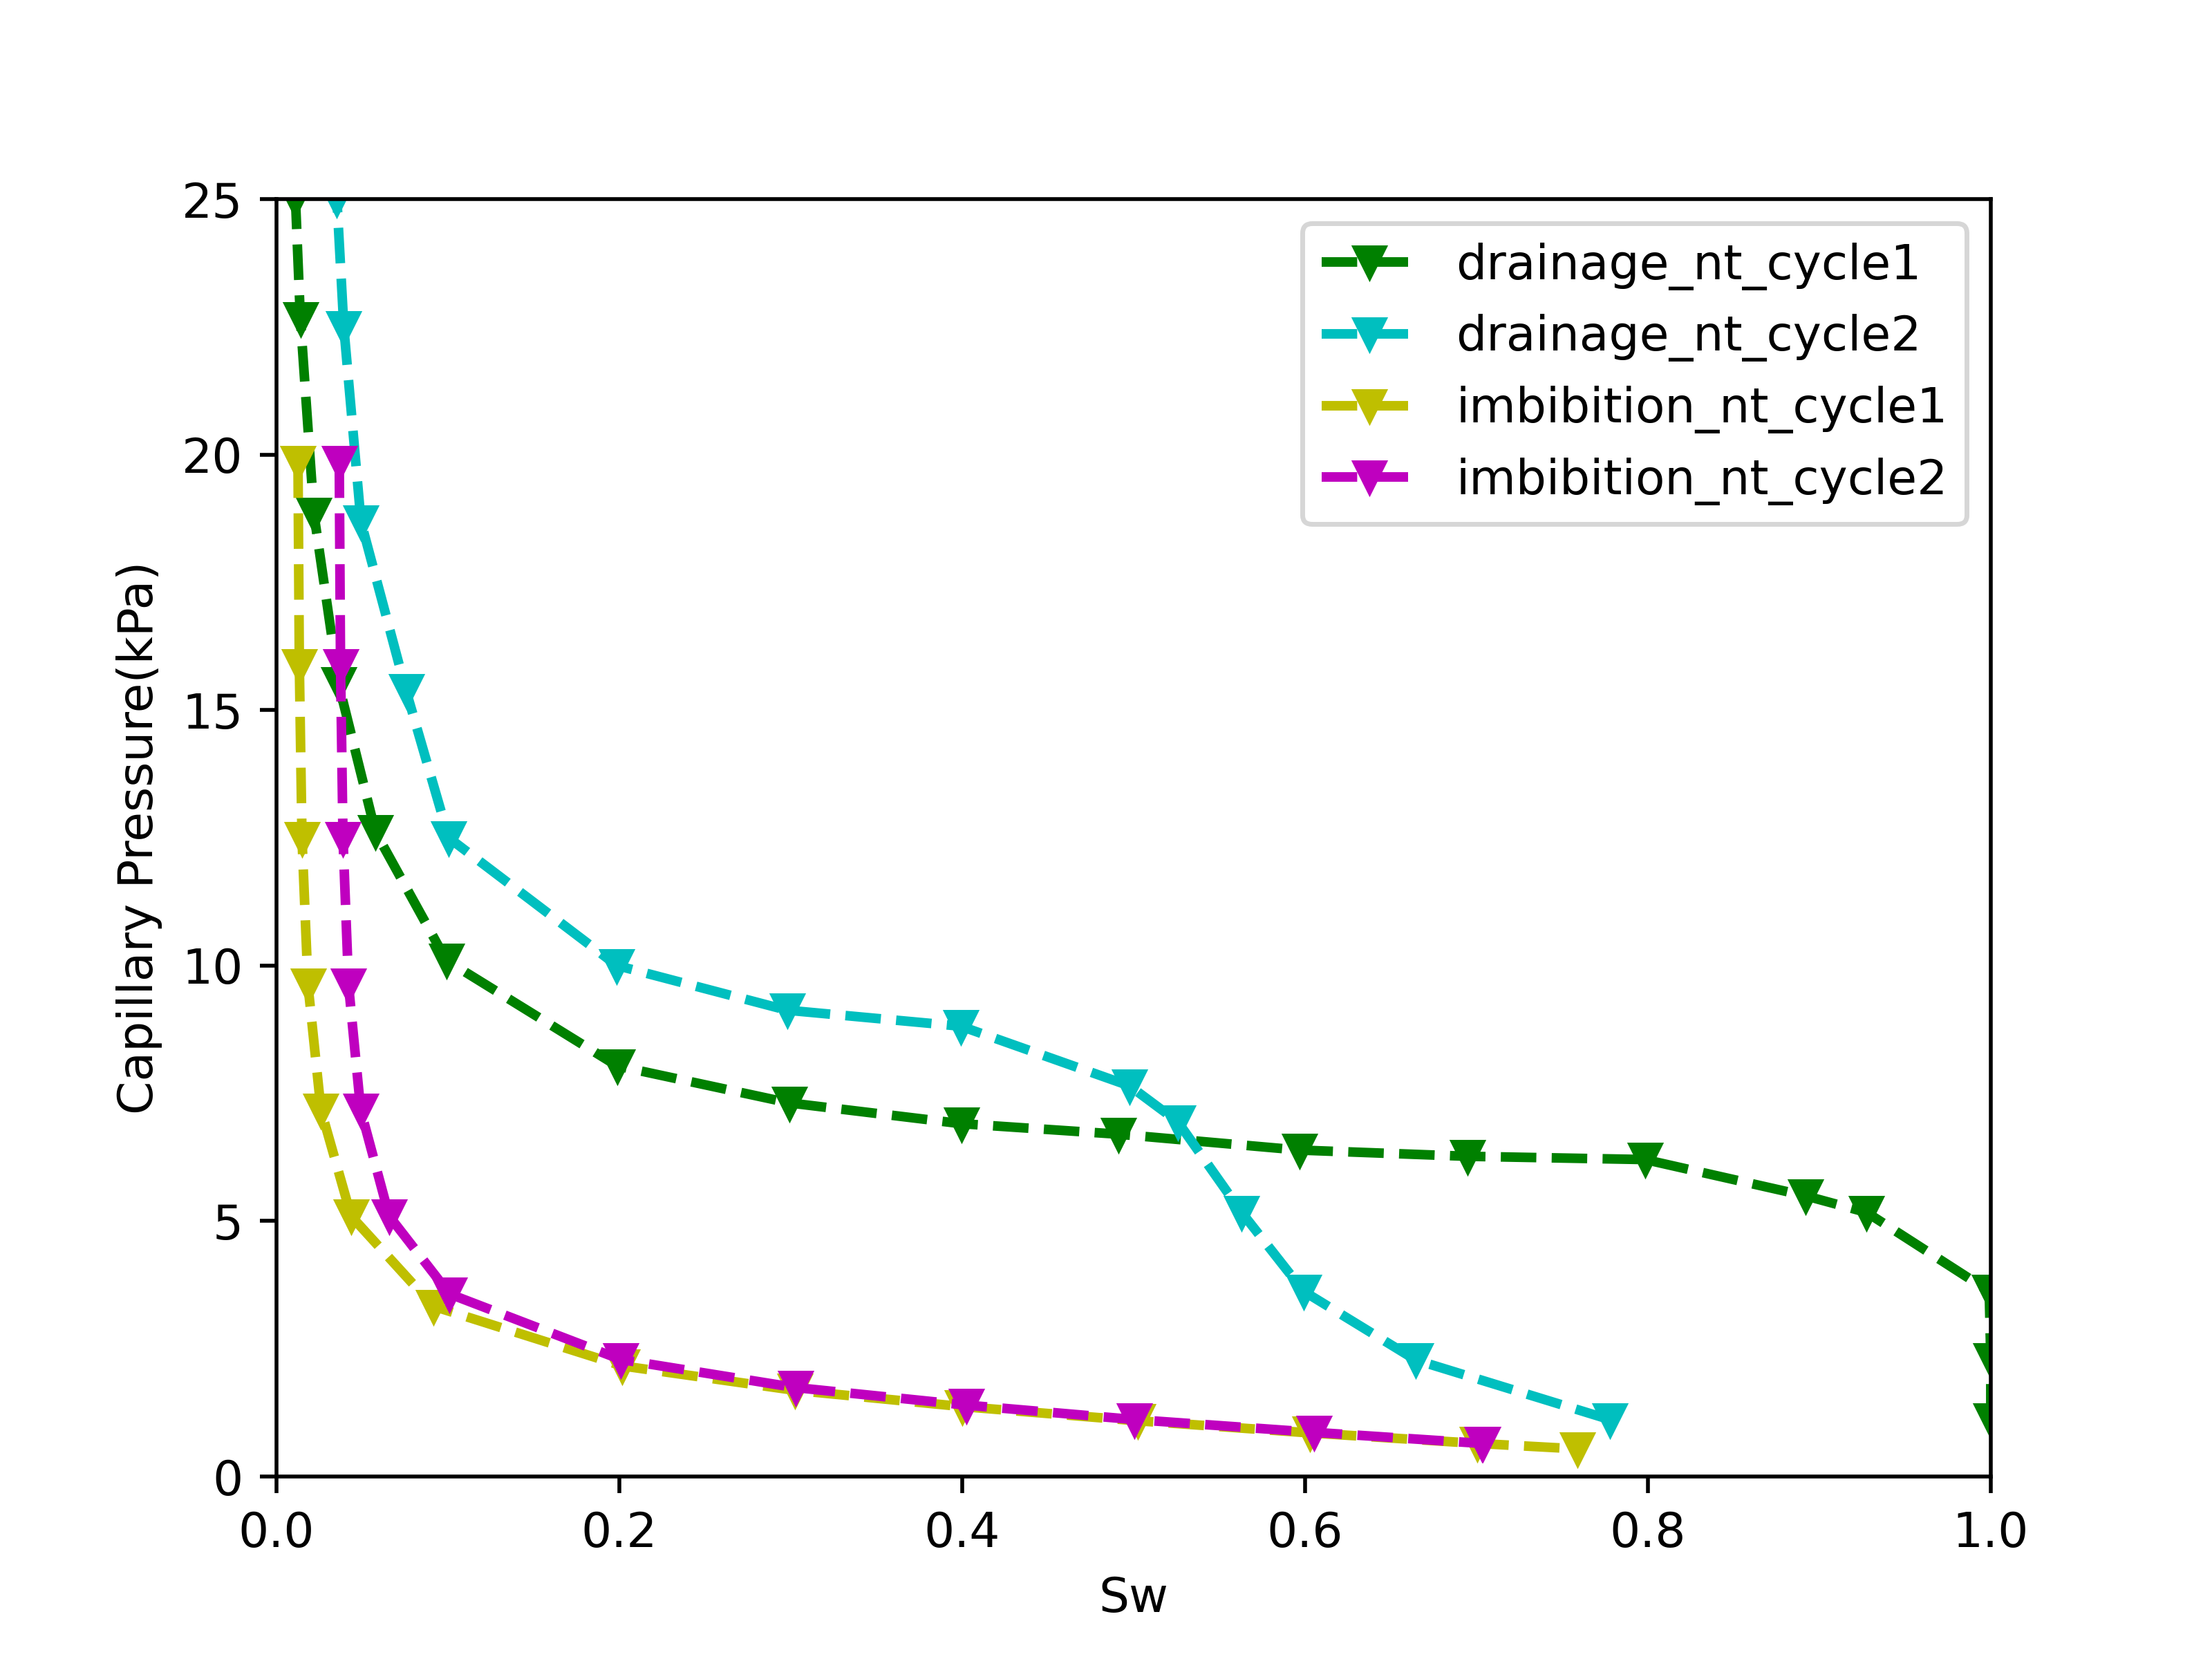 25
20
15
10
5
0
Capillary Pressure(kPa)
drainage_nt_cycle1
drainage_nt_cycle2
imbibition_nt_cycle1
imbibition_nt_cycle2
0.0 0.2 0.4 0.6 0.8 1.0
Sw